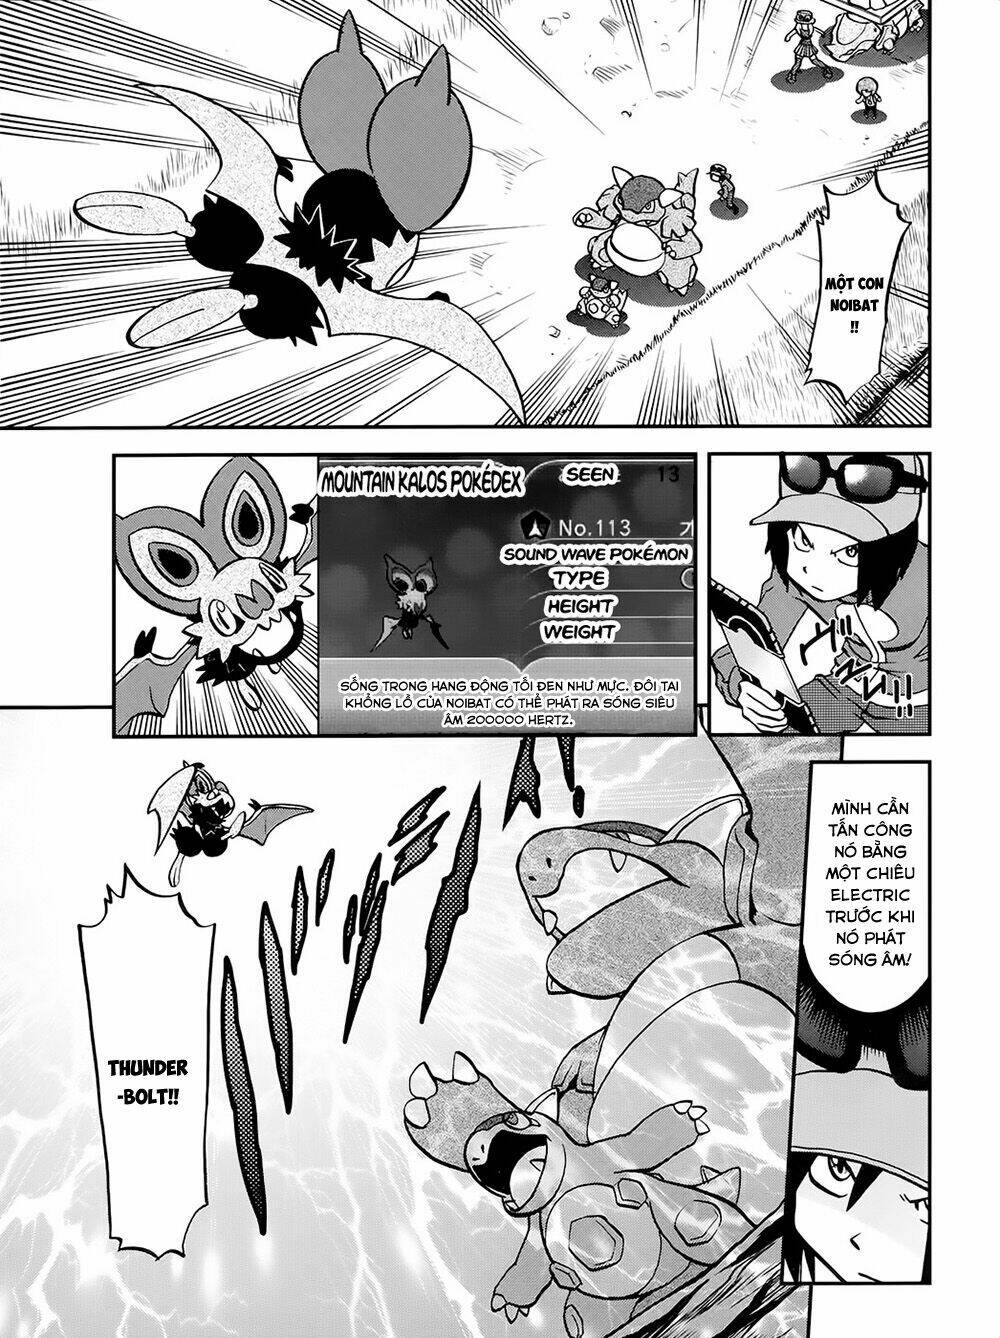 MỘT CON
NOIBAT
!!
MOUNTAIN KALOS POKÉDEX
SEEN 13
No.113
SOUND WAVE POKÉMON
TYPE
HEIGHT
WEIGHT
SỐNG TRONG HANG ĐỘNG TỐI ĐEN NHƯ MỰC. ĐÔI TAI
KHỔNG LỒ CỦA NOIBAT CÓ THỂ PHÁT RA SÓNG SIÊU
ÂM 200000 HERTZ.
MÌNH CẦN
TẤN CÔNG
NÓ BẰNG
MỘT CHIÊU
ELECTRIC
TRƯỚC KHI
NÓ PHÁT
SÓNG ÂM!
THUNDER
-BOLT!!